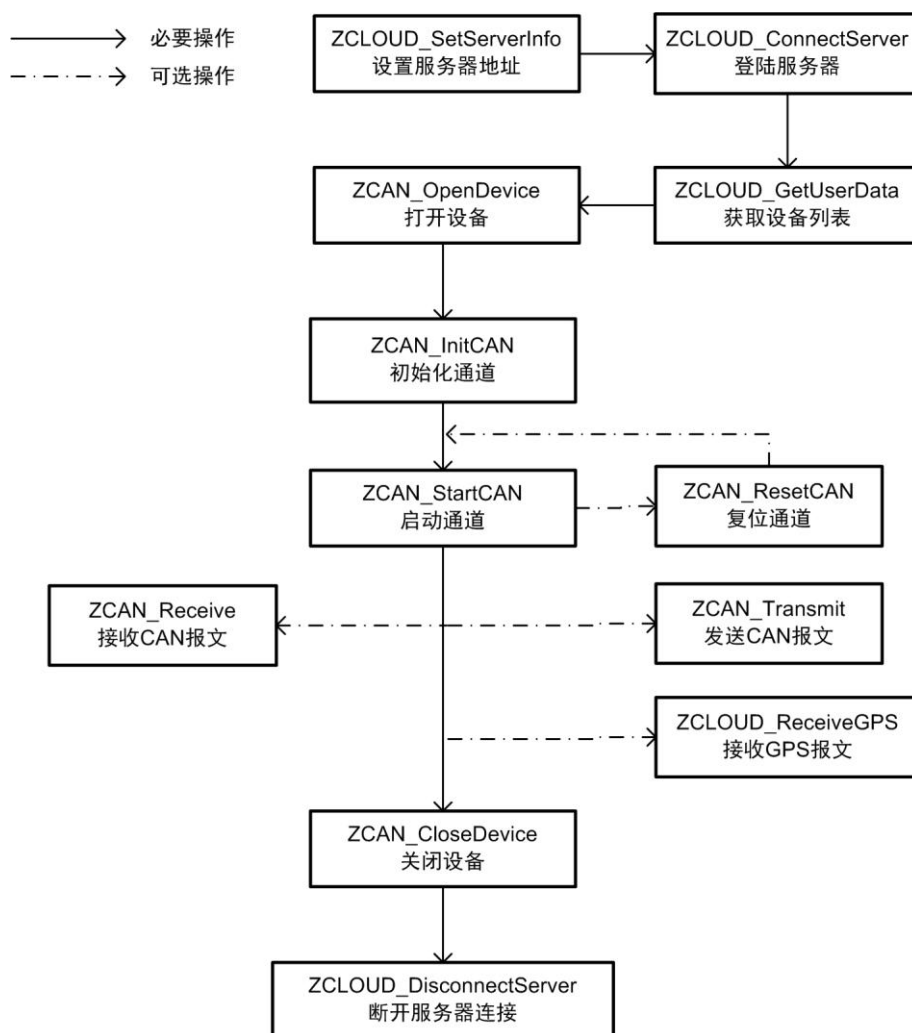 必要操作
可选操作
ZCLOUD_SetServerInfo
设置服务器地址
ZCLOUD_ConnectServer
登陆服务器
ZCAN_OpenDevice
打开设备
ZCLOUD_GetUserData
获取设备列表
ZCAN_InitCAN
初始化通道
ZCAN_StartCAN
启动通道
ZCAN_ResetCAN
复位通道
ZCAN_Receive
接收CAN报文
ZCAN_Transmit
发送CAN报文
ZCLOUD_ReceiveGPS
接收GPS报文
ZCAN_CloseDevice
关闭设备
ZCLOUD_DisconnectServer
断开服务器连接